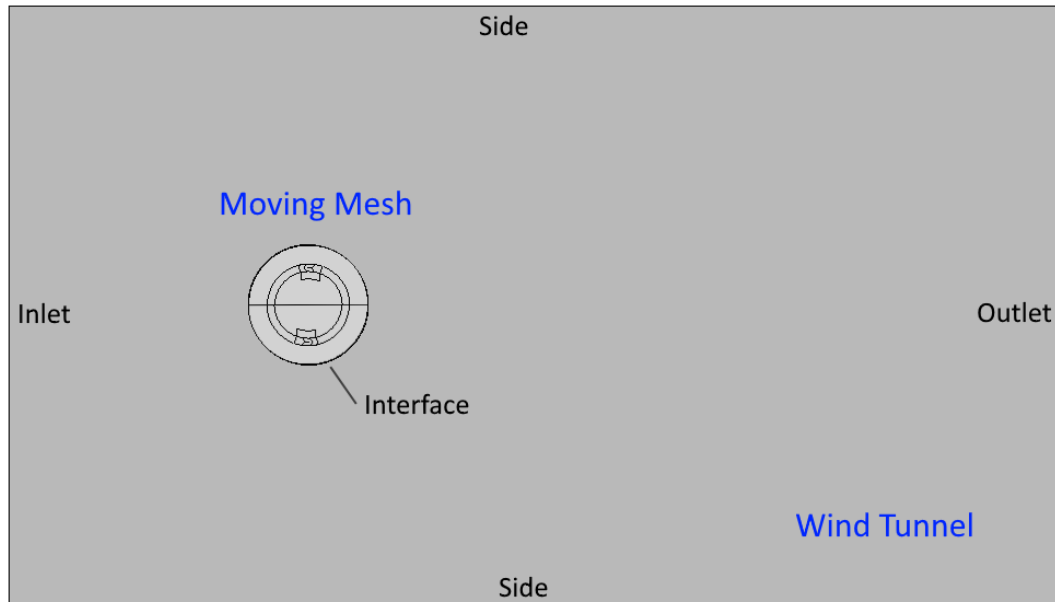 Side
Moving Mesh
Inlet
Outlet
Interface
Wind Tunnel
Side